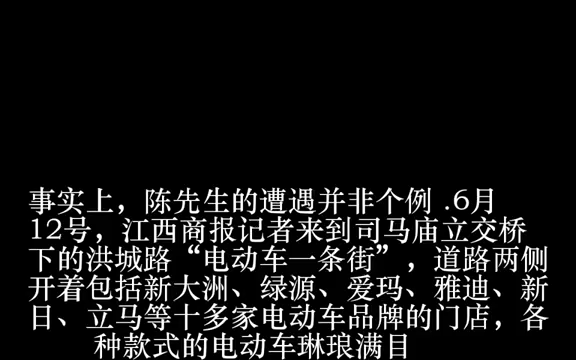 事实上，陈先生的遭遇并非个例 .6月
12号，江西商报记者来到司马庙立交桥
下的洪城路“电动车一条街”，道路两侧
开着包括新大洲、绿源、爱玛、雅迪、新
日、立马等十多家电动车品牌的门店，各
种款式的电动车琳琅满目